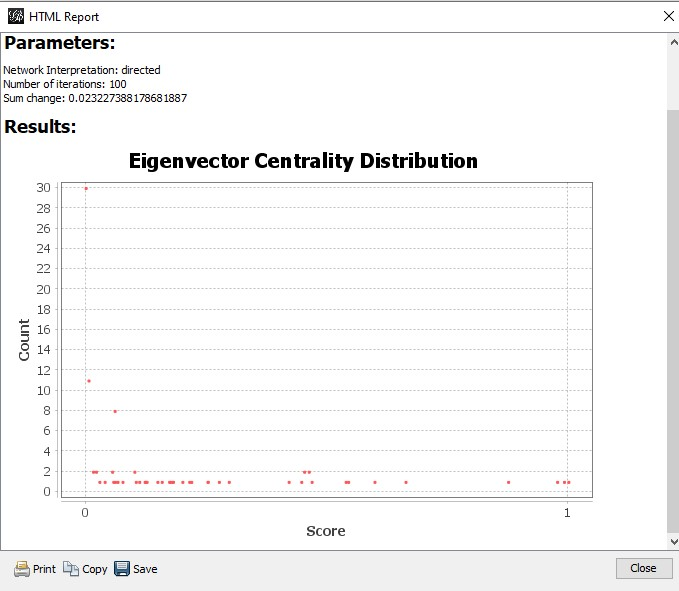 HTML Report
Parameters:
Network Interpretation: directed
Number of iterations: 100
Sum change: 0.023227388178681887
Results:
Eigenvector Centrality Distribution
30
28
26
24
22
20
18
16
14
12
10
8
6
4
2
0
Count
0 1
Score
Print Copy Save Close